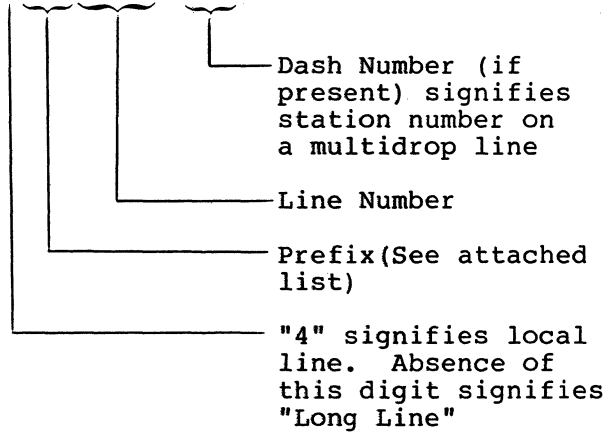 Dash Number (if
present) signifies
station number on
a multidrop line
Line Number
Prefix(See attached
list)
"4" signifies local
line. Absence of
this digit signifies
"Long Line"